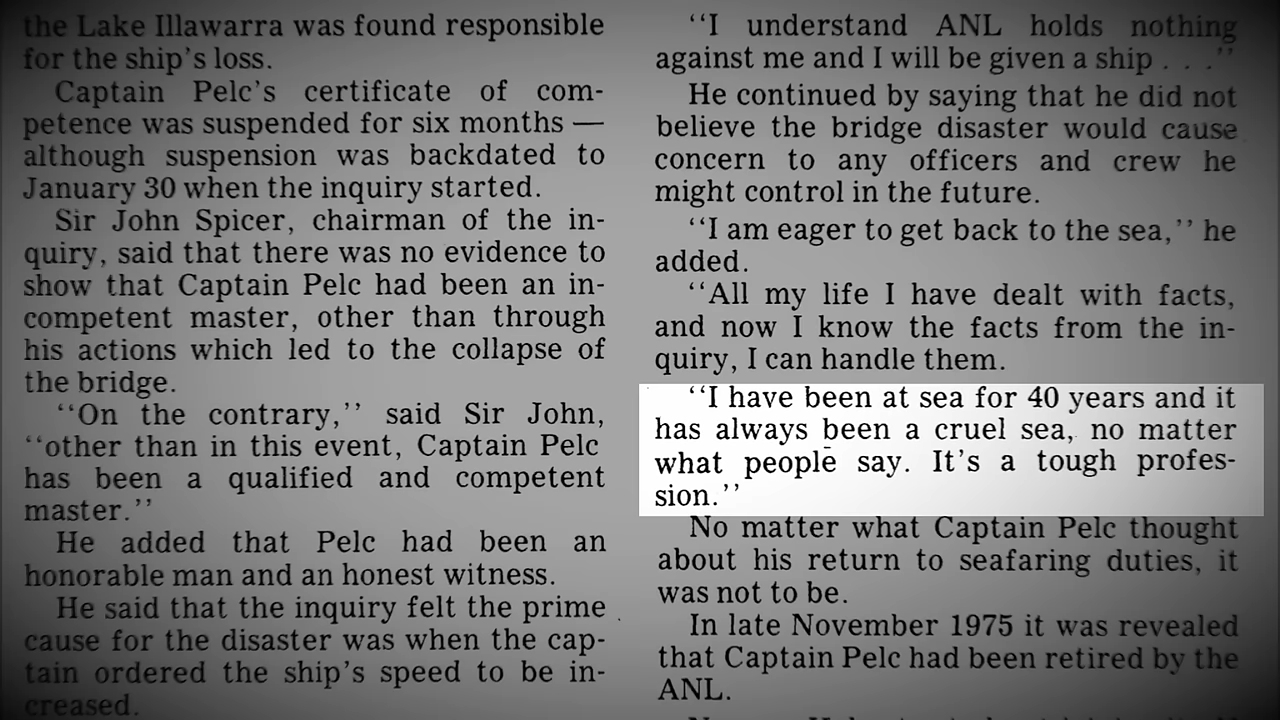 the Lake Illawarra was found responsible
for the ship's loss.
Captain Pelc's certificate of com-
petence was suspended for six months —
although suspension was backdated to
January 30 when the inquiry started.
Sir John Spicer, chairman of the in-
quiry, said that there was no evidence to
show that Captain Pelc had been an in-
competent master, other than through
his actions which led to the collapse of
the bridge.
‘‘On the contrary,’’ said Sir John,
‘‘other than in this event, Captain Pelc
has been a qualified and competent
master.’’
He added that Pelc had been an
honorable man and an honest witness.
He said that the inquiry felt the prime
cause for the disaster was when the cap-
tain ordered the ship's speed to be in-
creased.
‘‘I understand ANL holds nothing
against me and I will be given a ship . . .’’
He continued by saying that he did not
believe the bridge disaster would cause
concern to any officers and crew he
might control in the future.
‘‘I am eager to get back to the sea,’’ he
added.
‘‘All my life I have dealt with facts,
and now I know the facts from the in-
quiry, I can handle them.
‘‘I have been at sea for 40 years and it
has always been a cruel sea, no matter
what people say. It's a tough profes-
sion.’’
No matter what Captain Pelc thought
about his return to seafaring duties, it
was not to be.
In late November 1975 it was revealed
that Captain Pelc had been retired by the
ANL.